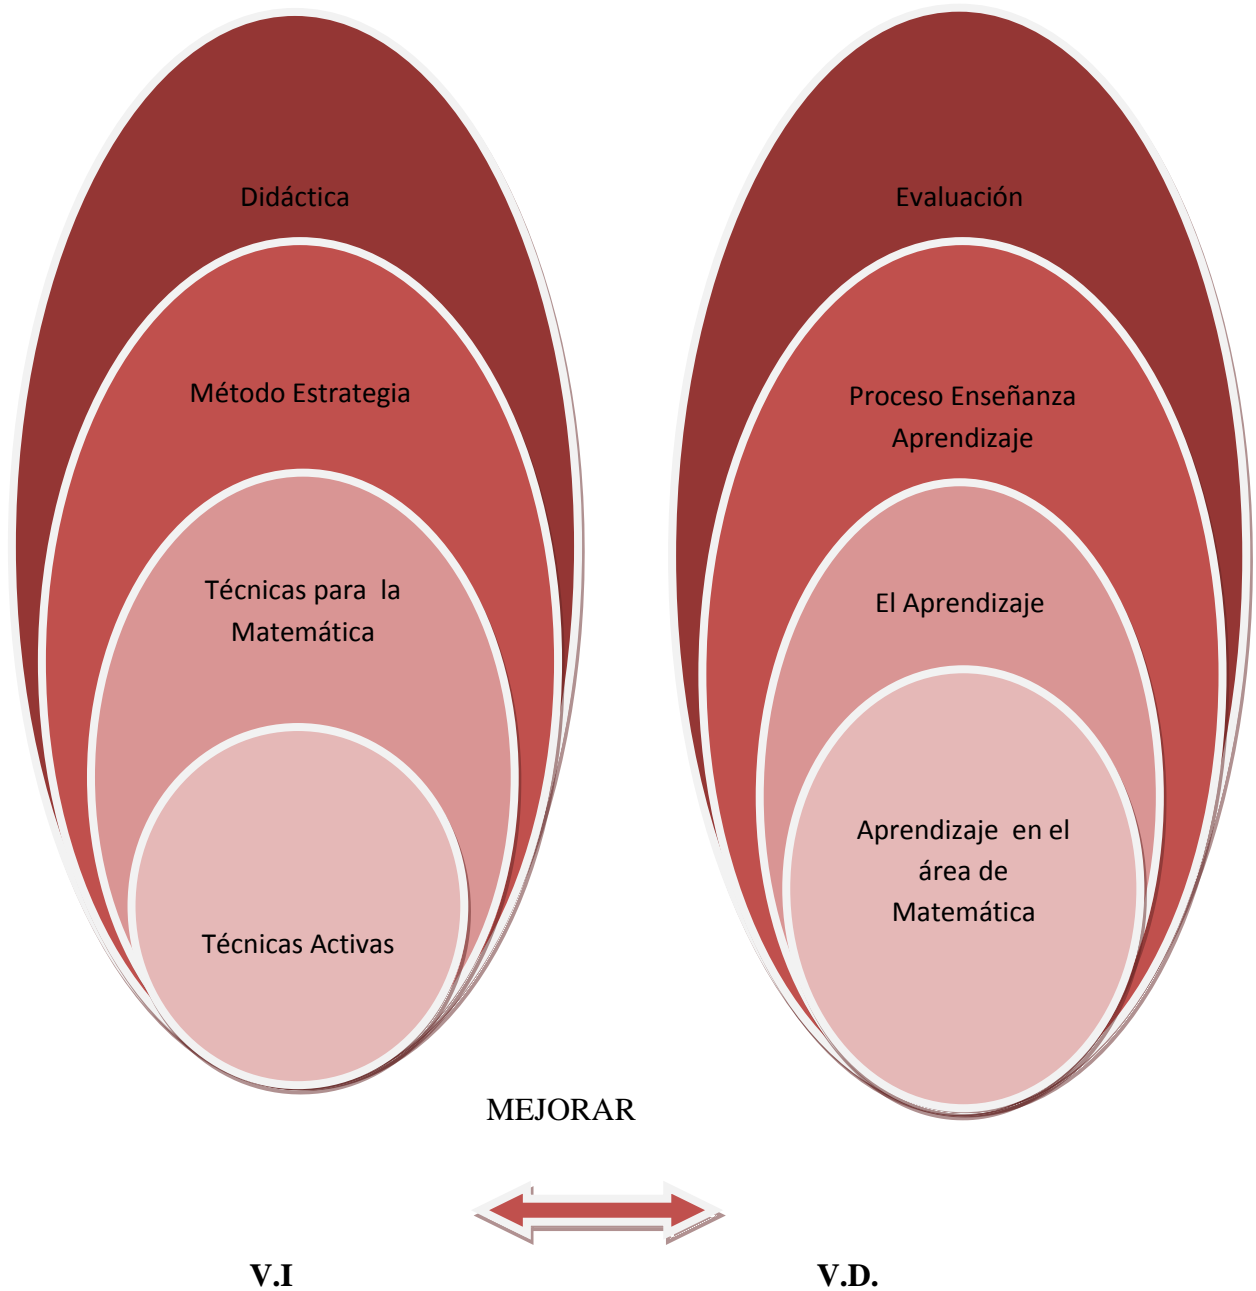 Didáctica
Método Estrategia
Técnicas para  la
Matemática
Técnicas Activas
Evaluación
Proceso Enseñanza
Aprendizaje
El Aprendizaje
Aprendizaje  en el
área de
Matemática
MEJORAR
V.I
V.D.